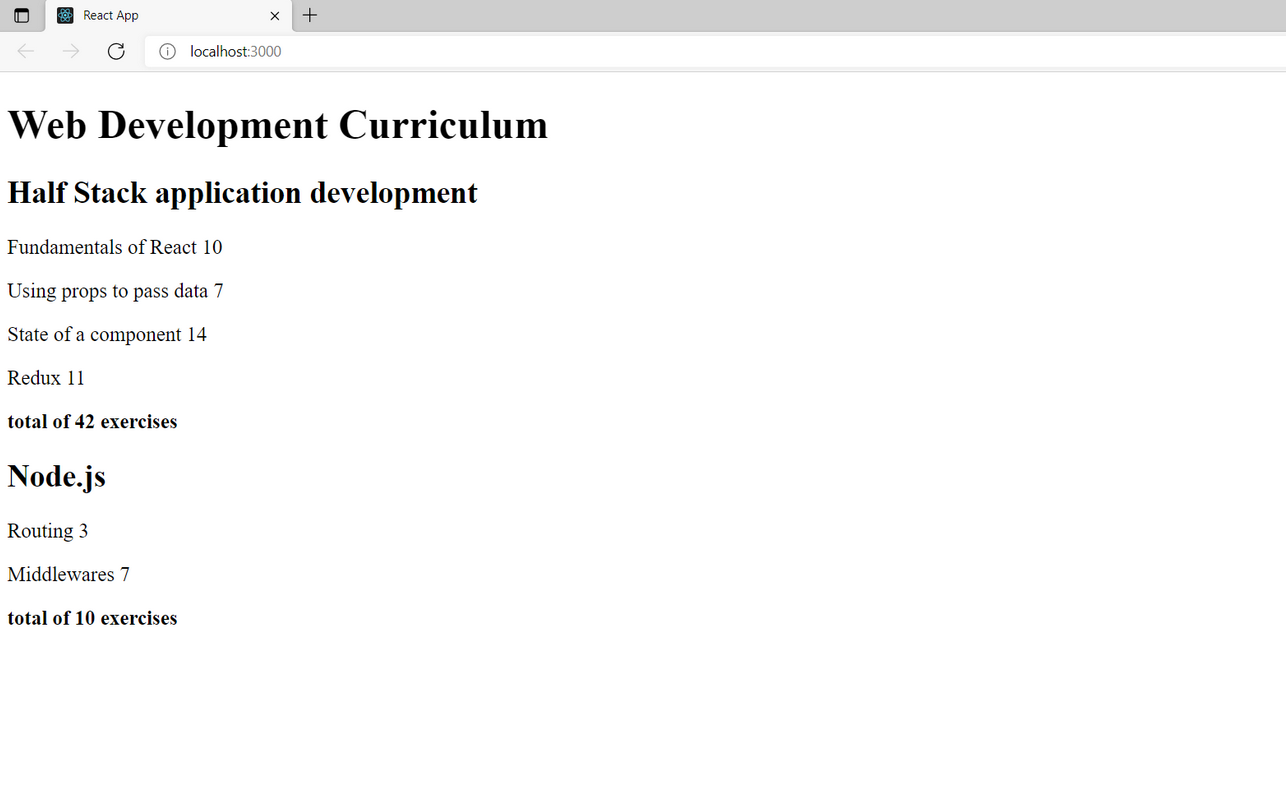 React App
localhost:3000
Web Development Curriculum
Half Stack application development
Fundamentals of React 10
Using props to pass data 7
State of a component 14
Redux 11
total of 42 exercises
Node.js
Routing 3
Middlewares 7
total of 10 exercises